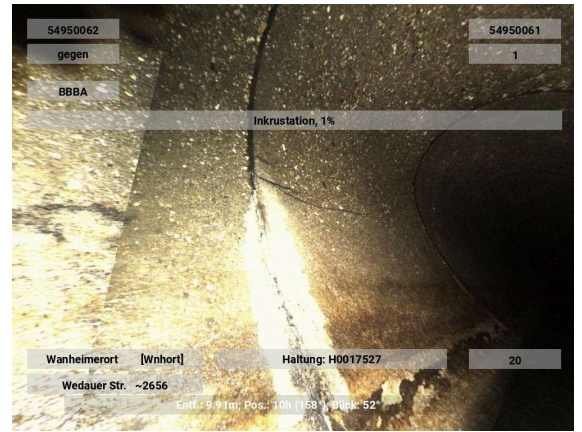 54950062 54950061
gegen 1
BBBA
Inkrustation, 1%
Wanheimerort [Wnhort] Haltung: H0017527 20
Wedauer Str. ~2656
Entf.: 9.91m; Pos.: 10h (158°); Blick: 52°